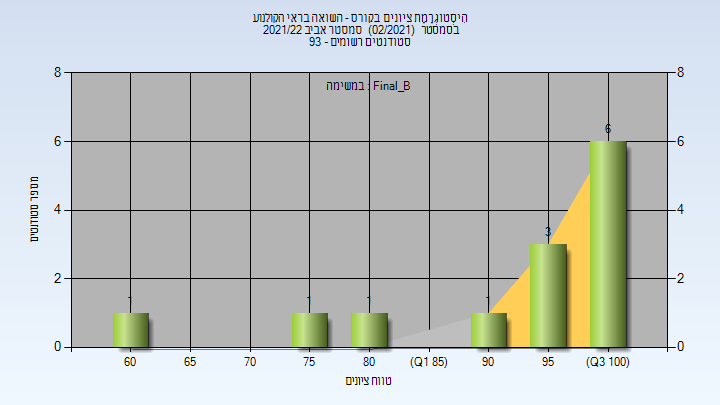 היסטוגרמת ציונים בקורס - השואה בראי הקולנוע
בסמסטר (02/2021) סמסטר אביב 2021/22
סטודנטים רשומים - 93
במשימה : Final_B
8
6
4
2
0
8
6
4
2
0
מספר סטודנטים
1
1
1
1
3
6
60
65
70
75
80
(Q1 85)
90
95
(Q3 100)
טווח ציונים